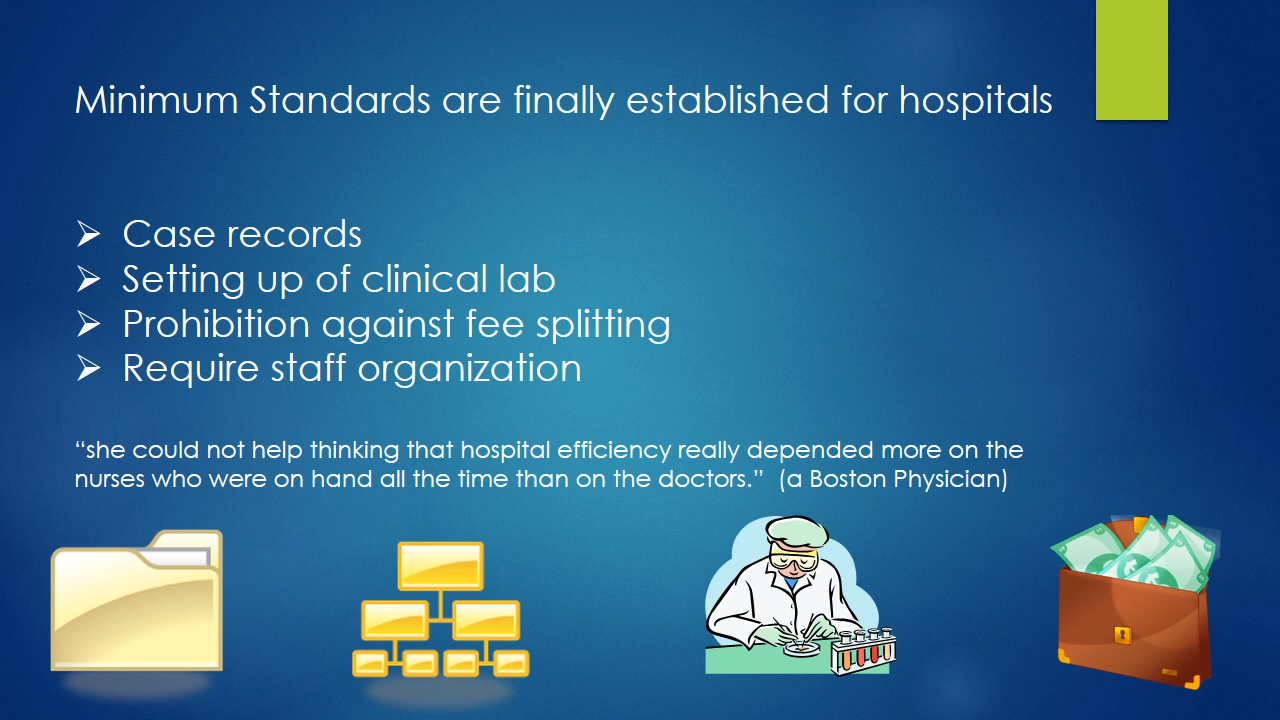 Minimum Standards are finally established for hospitals
➢ Case records
➢ Setting up of clinical lab
➢ Prohibition against fee splitting
➢ Require staff organization
“she could not help thinking that hospital efficiency really depended more on the
nurses who were on hand all the time than on the doctors.”  (a Boston Physician)